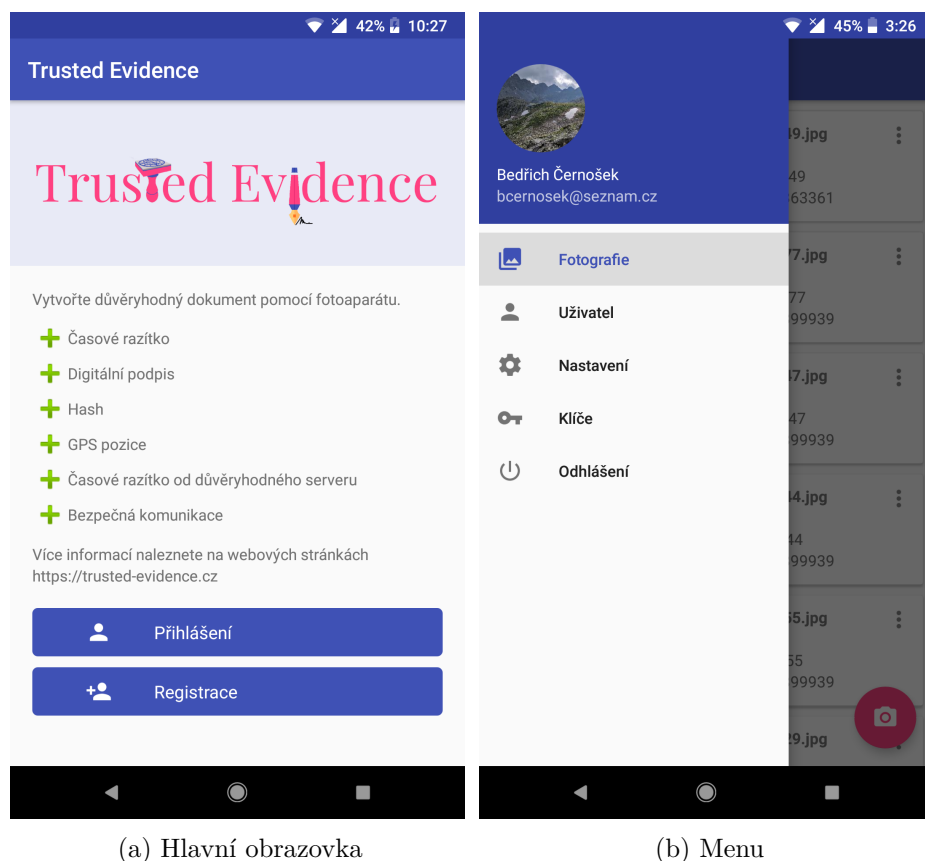 42% 10:27
Trusted Evidence
Trusted Evidence
Vytvořte důvěryhodný dokument pomocí fotoaparátu.
Časové razítko
Digitální podpis
Hash
GPS pozice
Časové razítko od důvěryhodného serveru
Bezpečná komunikace
Více informací naleznete na webových stránkách
https://trusted-evidence.cz
Přihlášení
Registrace
(a) Hlavní obrazovka
45% 3:26
Bedřich Černošek
bcernosek@seznam.cz
Fotografie
Uživatel
Nastavení
Klíče
Odhlášení
49.jpg
49
363361
77.jpg
77
99939
47.jpg
47
99939
44.jpg
44
99939
55.jpg
55
99939
29.jpg
(b) Menu